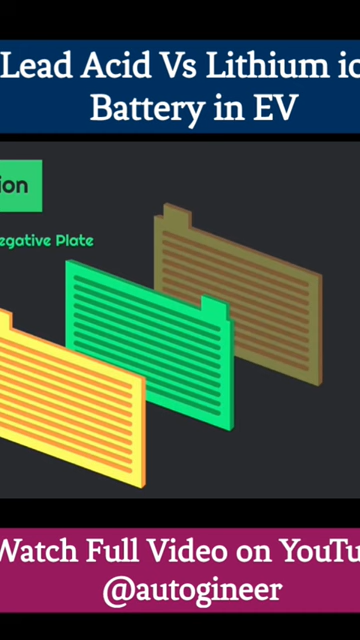 Lead Acid Vs Lithium io
Battery in EV
ion
egative Plate
Watch Full Video on YouTu
@autogineer